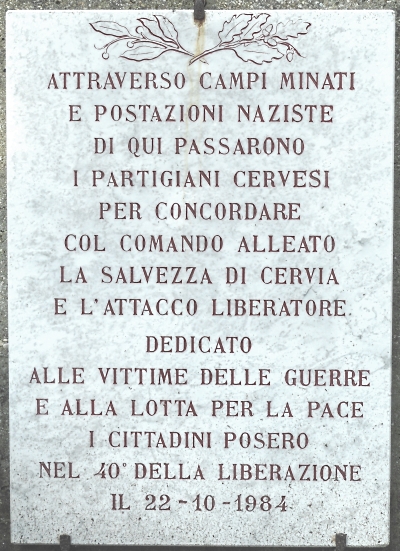 ATTRAVERSO CAMPI MINATI
E POSTAZIONI NAZISTE
DI QUI PASSARONO
I PARTIGIANI CERVESI
PER CONCORDARE
COL COMANDO ALLEATO
LA SALVEZZA DI CERVIA
E L'ATTACCO LIBERATORE.
DEDICATO
ALLE VITTIME DELLE GUERRE
E ALLA LOTTA PER LA PACE
I CITTADINI POSERO
NEL 40° DELLA LIBERAZIONE
IL 22-10-1984